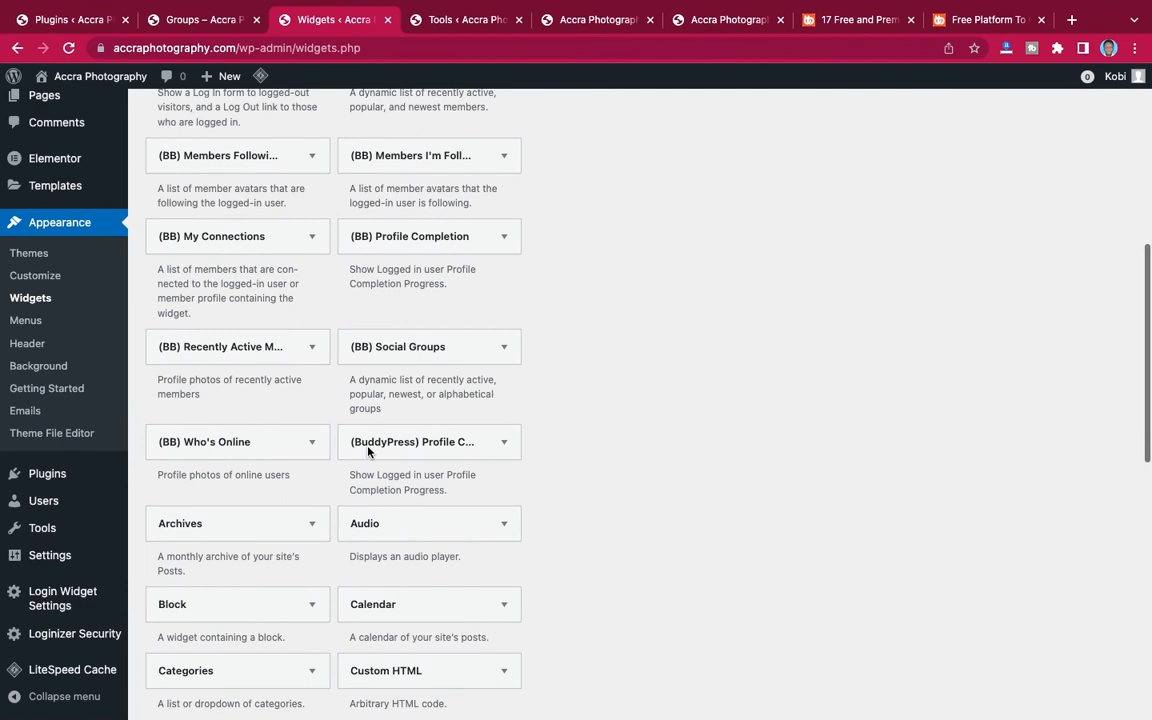 Plugins ‹ Accra P
Groups – Accra P
Widgets ‹ Accra
Tools ‹ Accra Pho
Accra Photograph
Accra Photograp
17 Free and Prem
Free Platform To
accraphotography.com/wp-admin/widgets.php
Accra Photography
0
New
0
Kobi
Pages
Comments
Elementor
Templates
Appearance
Themes
Customize
Widgets
Menus
Header
Background
Getting Started
Emails
Theme File Editor
Plugins
Users
Tools
Settings
Login Widget
Settings
Loginizer Security
LiteSpeed Cache
Collapse menu
Show a Log In form to logged-out
visitors, and a Log Out link to those
who are logged in.
A dynamic list of recently active,
popular, and newest members.
(BB) Members Followi...
A list of member avatars that are
following the logged-in user.
(BB) Members I'm Foll...
A list of member avatars that the
logged-in user is following.
(BB) My Connections
A list of members that are con-
nected to the logged-in user or
member profile containing the
widget.
(BB) Profile Completion
Show Logged in user Profile
Completion Progress.
(BB) Recently Active M...
Profile photos of recently active
members
(BB) Social Groups
A dynamic list of recently active,
popular, newest, or alphabetical
groups
(BB) Who's Online
Profile photos of online users
(BuddyPress) Profile C...
Show Logged in user Profile
Completion Progress.
Archives
A monthly archive of your site's
Posts.
Audio
Displays an audio player.
Block
A widget containing a block.
Calendar
A calendar of your site's posts.
Categories
A list or dropdown of categories.
Custom HTML
Arbitrary HTML code.